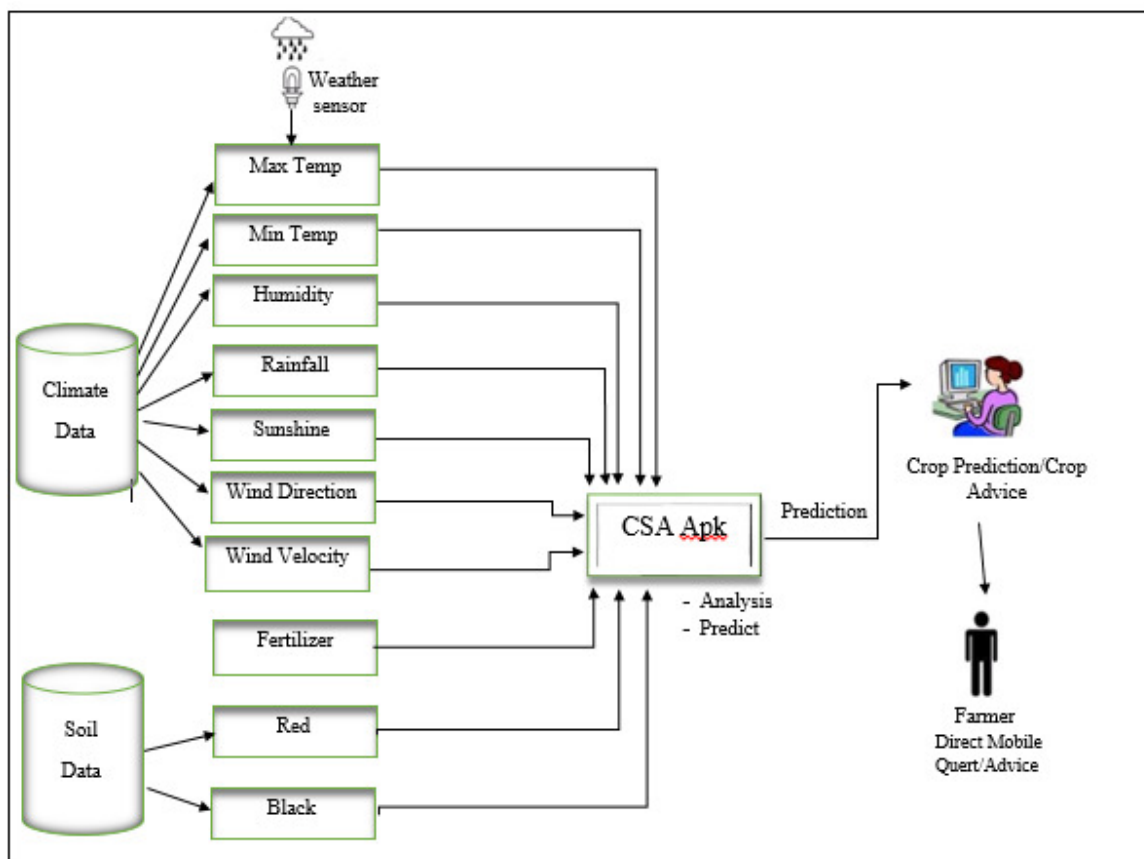 Weather
sensor
Max Temp
Min Temp
Humidity
Rainfall
Sunshine
Wind Direction
Wind Velocity
Fertilizer
Red
Black
Climate
Data
Soil
Data
CSA Apk
- Analysis
- Predict
Prediction
Crop Prediction/Crop
Advice
Farmer
Direct Mobile
Quert/Advice